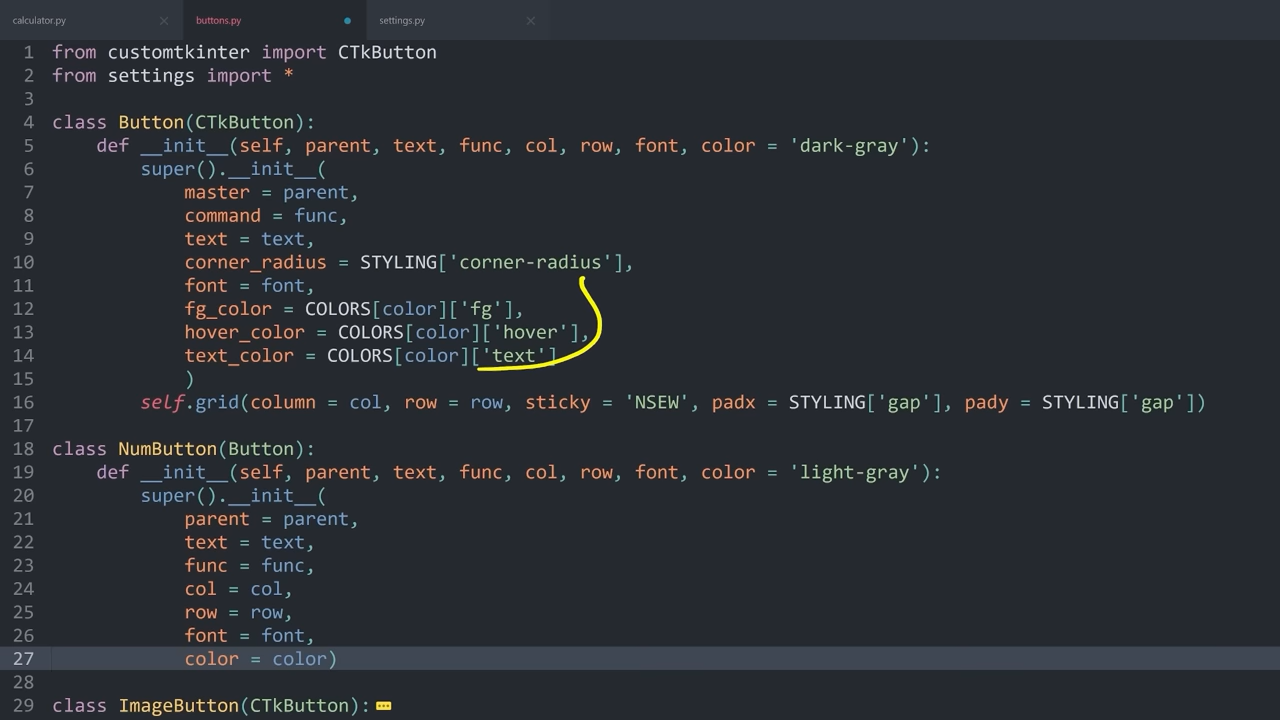 calculator.py buttons.py settings.py
1 from customtkinter import CTkButton
2 from settings import *
3
4 class Button(CTkButton):
5     def __init__(self, parent, text, func, col, row, font, color = 'dark-gray'):
6         super().__init__(
7             master = parent,
8             command = func,
9             text = text,
10             corner_radius = STYLING['corner-radius'],
11             font = font,
12             fg_color = COLORS[color]['fg'],
13             hover_color = COLORS[color]['hover'],
14             text_color = COLORS[color]['text']
15             )
16         self.grid(column = col, row = row, sticky = 'NSEW', padx = STYLING['gap'], pady = STYLING['gap'])
17
18 class NumButton(Button):
19     def __init__(self, parent, text, func, col, row, font, color = 'light-gray'):
20         super().__init__(
21             parent = parent,
22             text = text,
23             func = func,
24             col = col,
25             row = row,
26             font = font,
27             color = color)
28
29 class ImageButton(CTkButton):